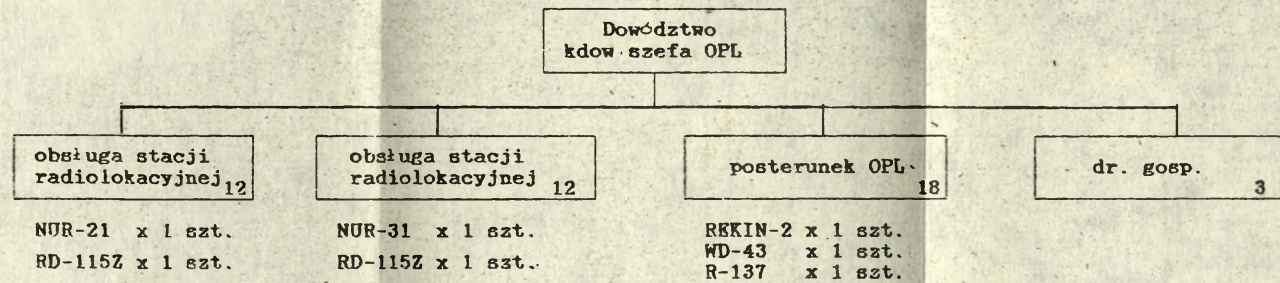 Dowództwo
kdow szefa OPL
obsługa stacji
radiolokacyjnej 12
NUR-21 x 1 szt.
RD-115Z x 1 szt.
obsługa stacji
radiolokacyjnej 12
NUR-31 x 1 szt.
RD-115Z x 1 szt.
posterunek OPL
18
REKIN-2 x 1 szt.
WD-43 x 1 szt.
R-137 x 1 szt.
dr. gosp.
3